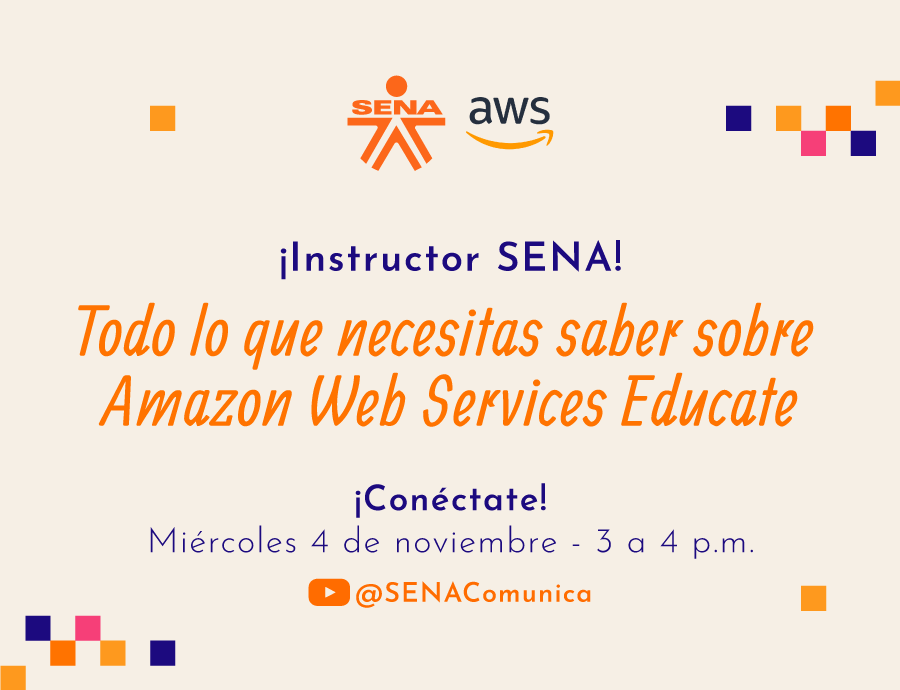 SENA aws
¡Instructor SENA!
Todo lo que necesitas saber sobre
Amazon Web Services Educate
¡Conéctate!
Miércoles 4 de noviembre - 3 a 4 p.m.
@SENAComunica